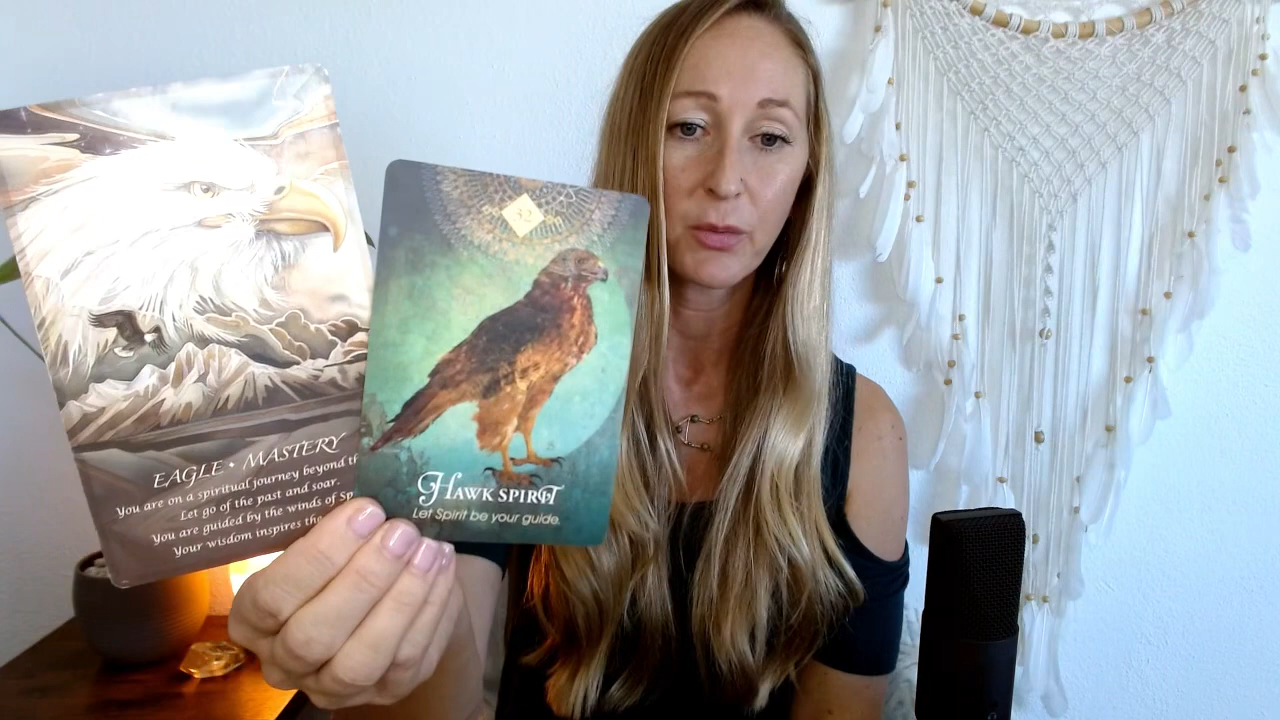 EAGLE • MASTERY
You are on a spiritual journey beyond
Let go of the past and soar.
You are guided by the winds of
Your wisdom inspires
32
HAWK SPIRIT
Let Spirit be your guide.